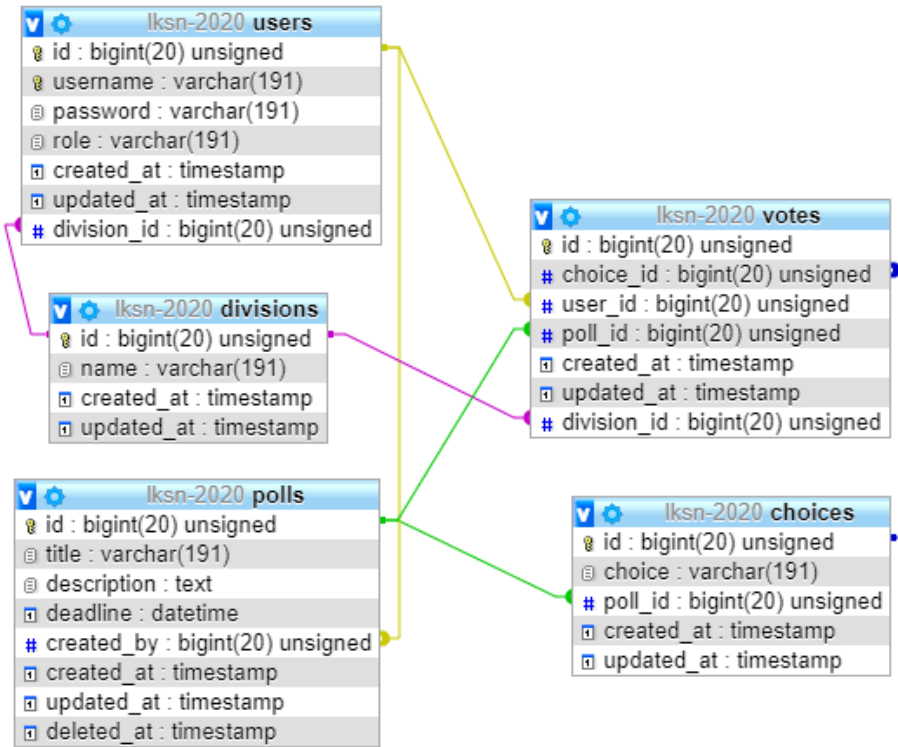 lksn-2020 users
id : bigint(20) unsigned
username : varchar(191)
password : varchar(191)
role : varchar(191)
created_at : timestamp
updated_at : timestamp
# division_id : bigint(20) unsigned
lksn-2020 divisions
id : bigint(20) unsigned
name : varchar(191)
created_at : timestamp
updated_at : timestamp
lksn-2020 polls
id : bigint(20) unsigned
title : varchar(191)
description : text
deadline : datetime
# created_by : bigint(20) unsigned
created_at : timestamp
updated_at : timestamp
deleted_at : timestamp
lksn-2020 votes
id : bigint(20) unsigned
# choice_id : bigint(20) unsigned
# user_id : bigint(20) unsigned
# poll_id : bigint(20) unsigned
created_at : timestamp
updated_at : timestamp
# division_id : bigint(20) unsigned
lksn-2020 choices
id : bigint(20) unsigned
choice : varchar(191)
# poll_id : bigint(20) unsigned
created_at : timestamp
updated_at : timestamp